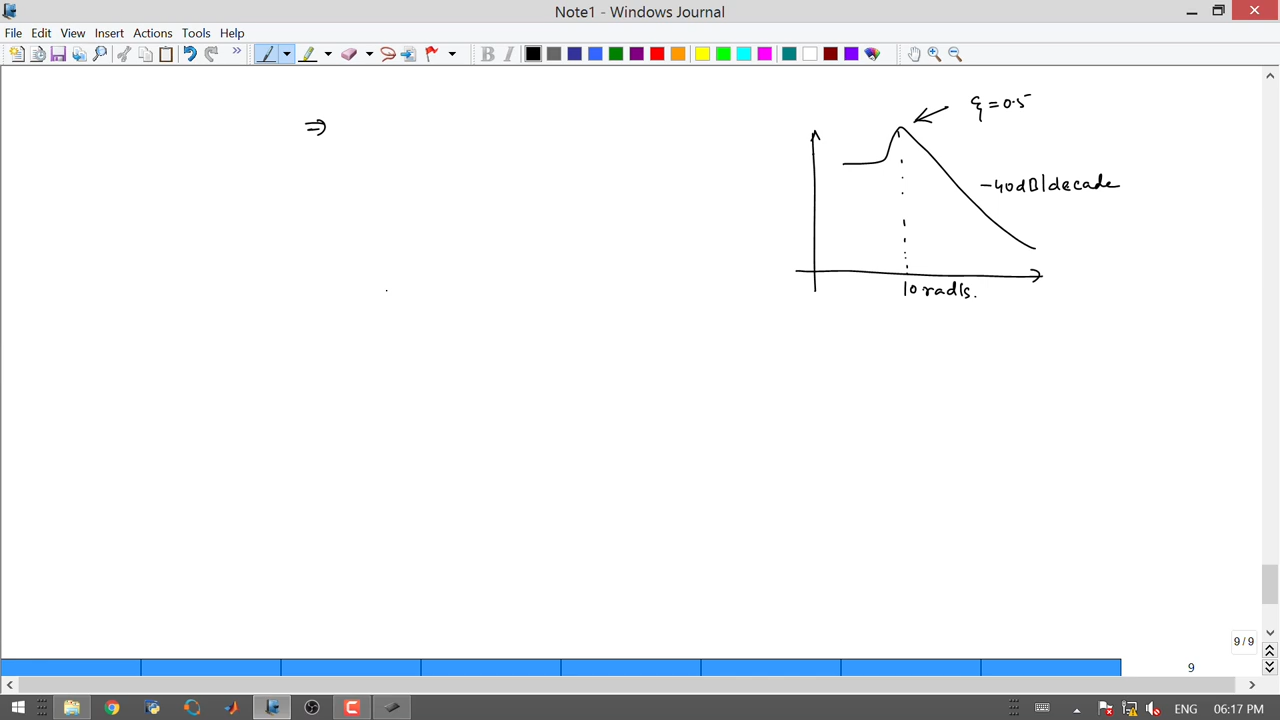 Note1 - Windows Journal
File Edit View Insert Actions Tools Help
⇒
ξ = 0.5
-40dB/decade
10 rad/s.
9 / 9
9
ENG 06:17 PM